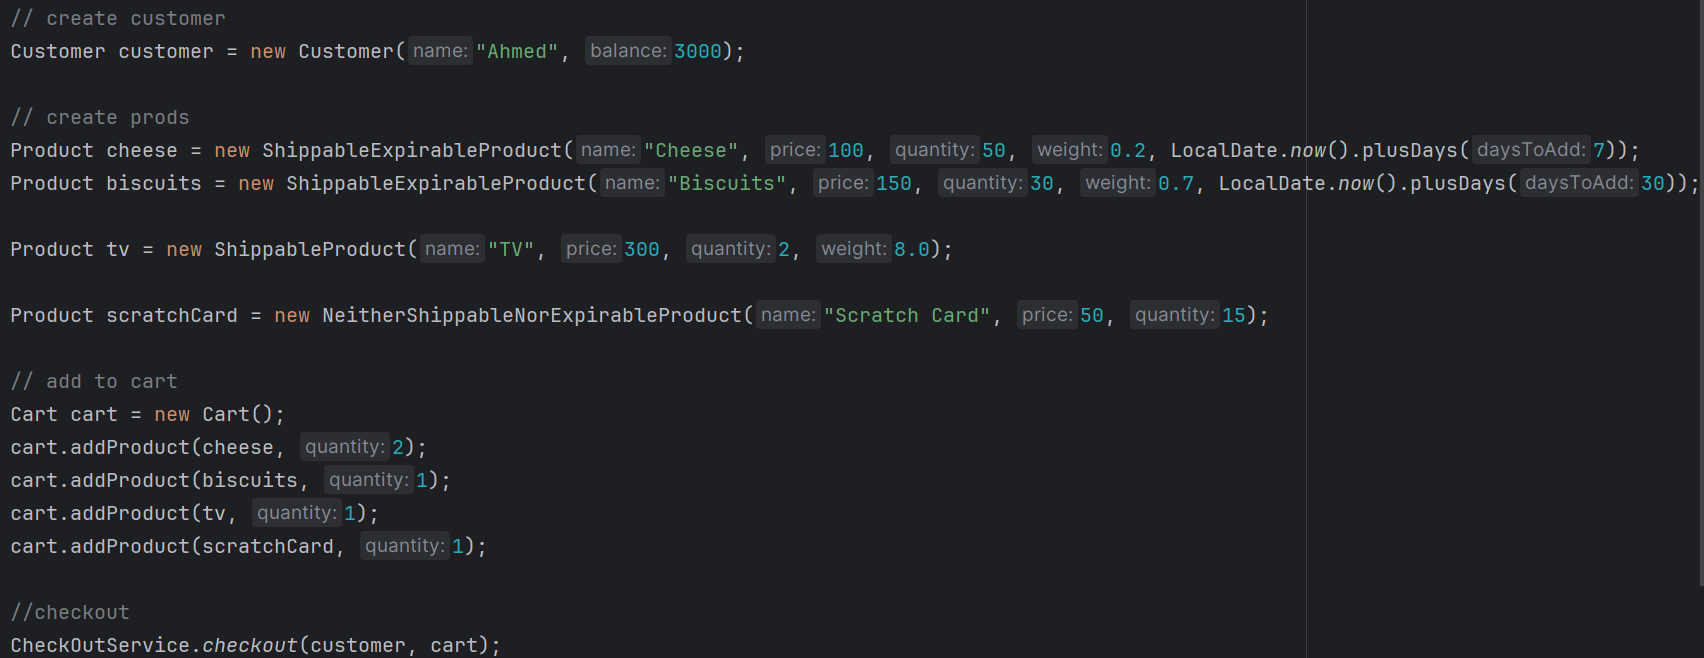 // create customer
Customer customer = new Customer( name: "Ahmed", balance: 3000);
// create prods
Product cheese = new ShippableExpirableProduct( name: "Cheese", price: 100, quantity: 50, weight: 0.2, LocalDate.now().plusDays( daysToAdd: 7));
Product biscuits = new ShippableExpirableProduct( name: "Biscuits", price: 150, quantity: 30, weight: 0.7, LocalDate.now().plusDays( daysToAdd: 30));
Product tv = new ShippableProduct( name: "TV", price: 300, quantity: 2, weight: 8.0);
Product scratchCard = new NeitherShippableNorExpirableProduct( name: "Scratch Card", price: 50, quantity: 15);
// add to cart
Cart cart = new Cart();
cart.addProduct(cheese, quantity: 2);
cart.addProduct(biscuits, quantity: 1);
cart.addProduct(tv, quantity: 1);
cart.addProduct(scratchCard, quantity: 1);
//checkout
CheckOutService.checkout(customer, cart);